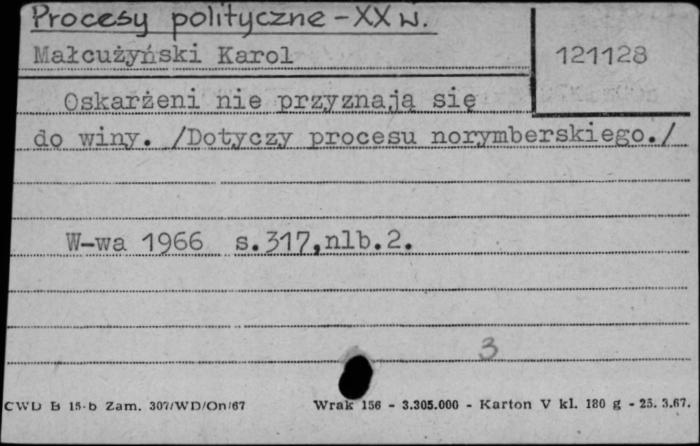 Procesy polityczne - XX w.
Małcużyński Karol
121128
Oskarżeni nie przyznają się
do winy. /Dotyczy procesu norymberskiego./
W-wa 1966 s.317,nlb.2.
3
CWD B 15-b Zam. 307/WD/On/67 Wrak 156 - 3.305.000 - Karton V kl. 180 g - 25. 3.67.